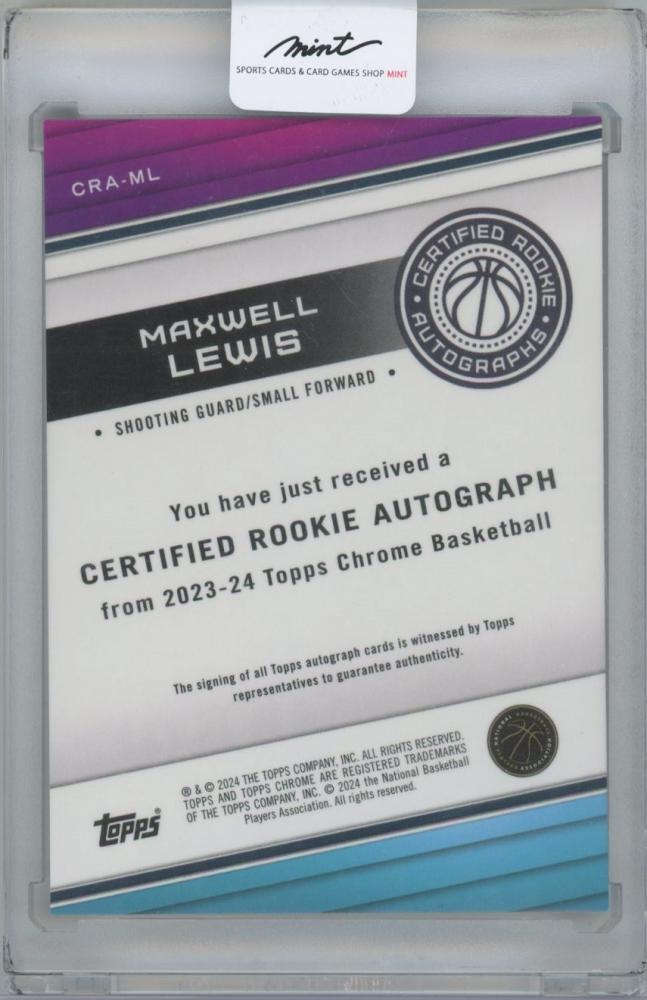 mint
SPORTS CARDS & CARD GAMES SHOP MINT
CRA-ML
CERTIFIED ROOKIE
• AUTOGRAPHS •
MAXWELL
LEWIS
• SHOOTING GUARD/SMALL FORWARD •
You have just received a
CERTIFIED ROOKIE AUTOGRAPH
from 2023-24 Topps Chrome Basketball
The signing of all Topps autograph cards is witnessed by Topps
representatives to guarantee authenticity.
NATIONAL BASKETBALL
PLAYERS ASSOCIATION
® & © 2024 THE TOPPS COMPANY, INC. ALL RIGHTS RESERVED.
TOPPS AND TOPPS CHROME ARE REGISTERED TRADEMARKS
OF THE TOPPS COMPANY, INC. © 2024 the National Basketball
Players Association. All rights reserved.
topps®